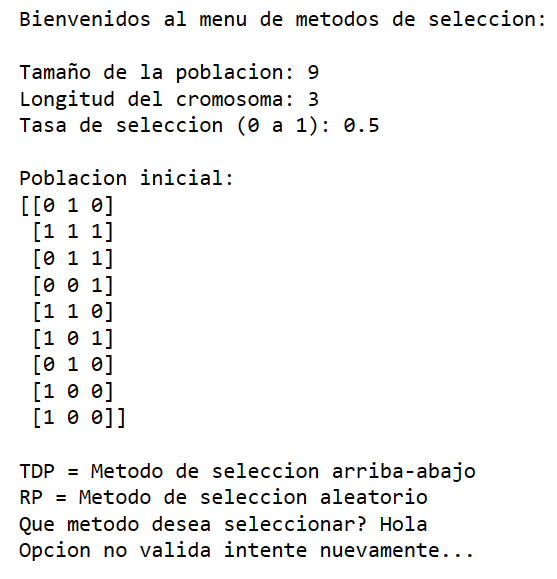 Bienvenidos al menu de metodos de seleccion:
Tamaño de la poblacion: 9
Longitud del cromosoma: 3
Tasa de seleccion (0 a 1): 0.5
Poblacion inicial:
[[0 1 0]
[1 1 1]
[0 1 1]
[0 0 1]
[1 1 0]
[1 0 1]
[0 1 0]
[1 0 0]
[1 0 0]]
TDP = Metodo de seleccion arriba-abajo
RP = Metodo de seleccion aleatorio
Que metodo desea seleccionar? Hola
Opcion no valida intente nuevamente...